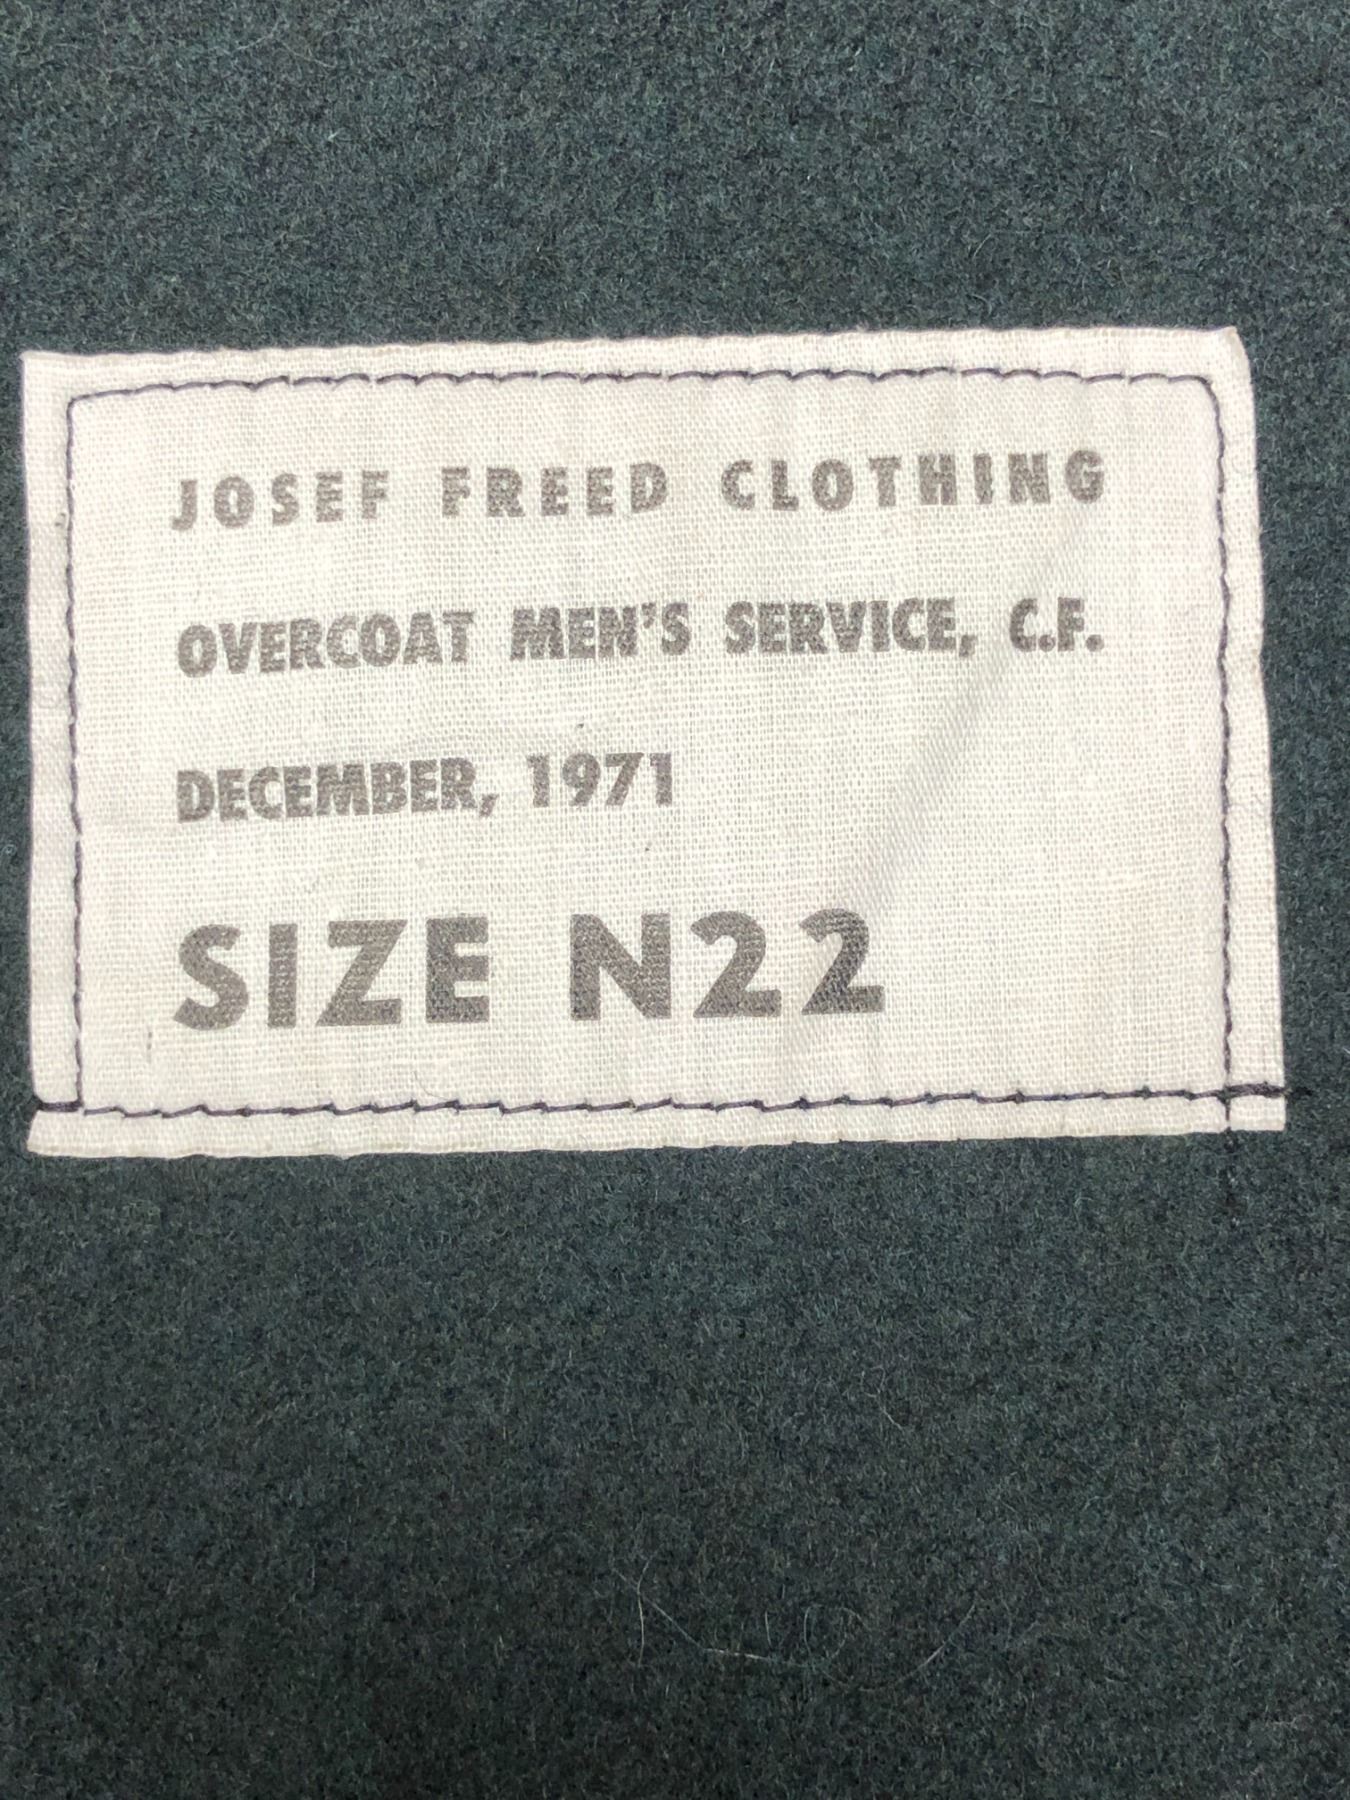 JOSEF FREED CLOTHING
OVERCOAT MEN'S SERVICE, C.F.
DECEMBER, 1971
SIZE N22